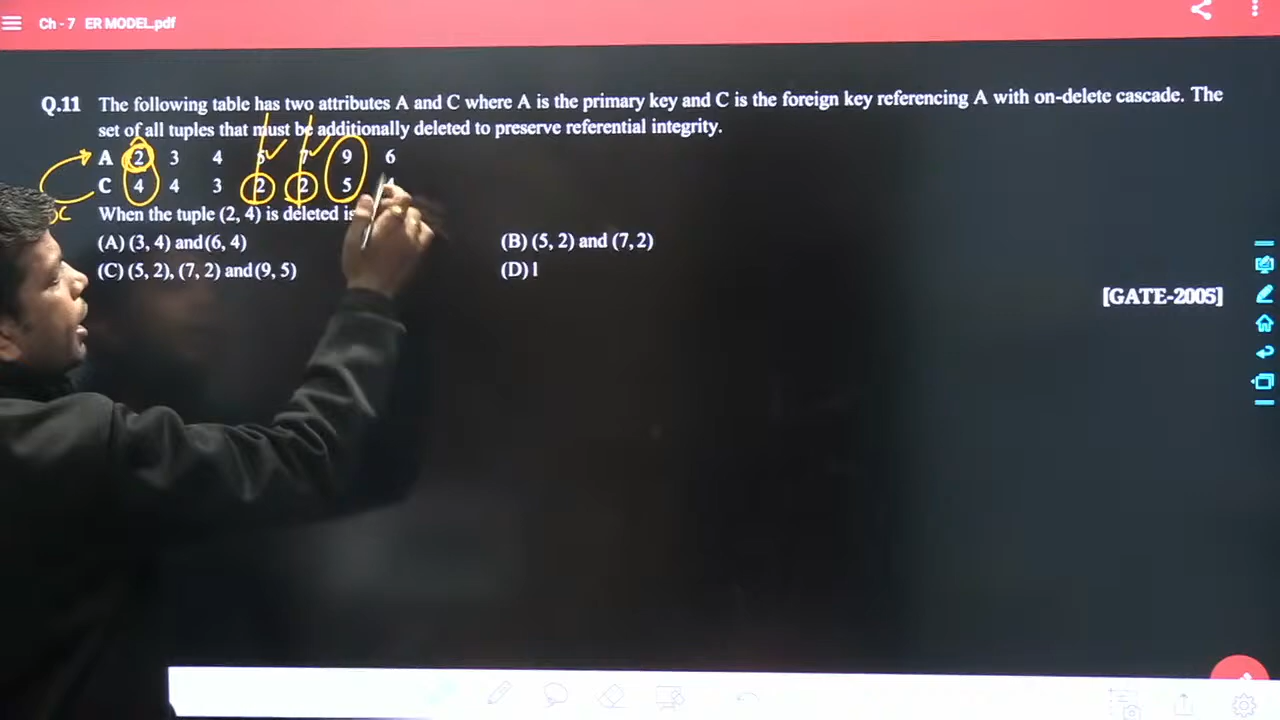 Ch - 7 ER MODEL.pdf
Q.11 The following table has two attributes A and C where A is the primary key and C is the foreign key referencing A with on-delete cascade. The
set of all tuples that must be additionally deleted to preserve referential integrity.
A 2 3 4 5 7 9 6
C 4 4 3 2 2 5
When the tuple (2, 4) is deleted is
(A) (3, 4) and (6, 4) (B) (5, 2) and (7, 2)
(C) (5, 2), (7, 2) and (9, 5) (D) 1
[GATE-2005]